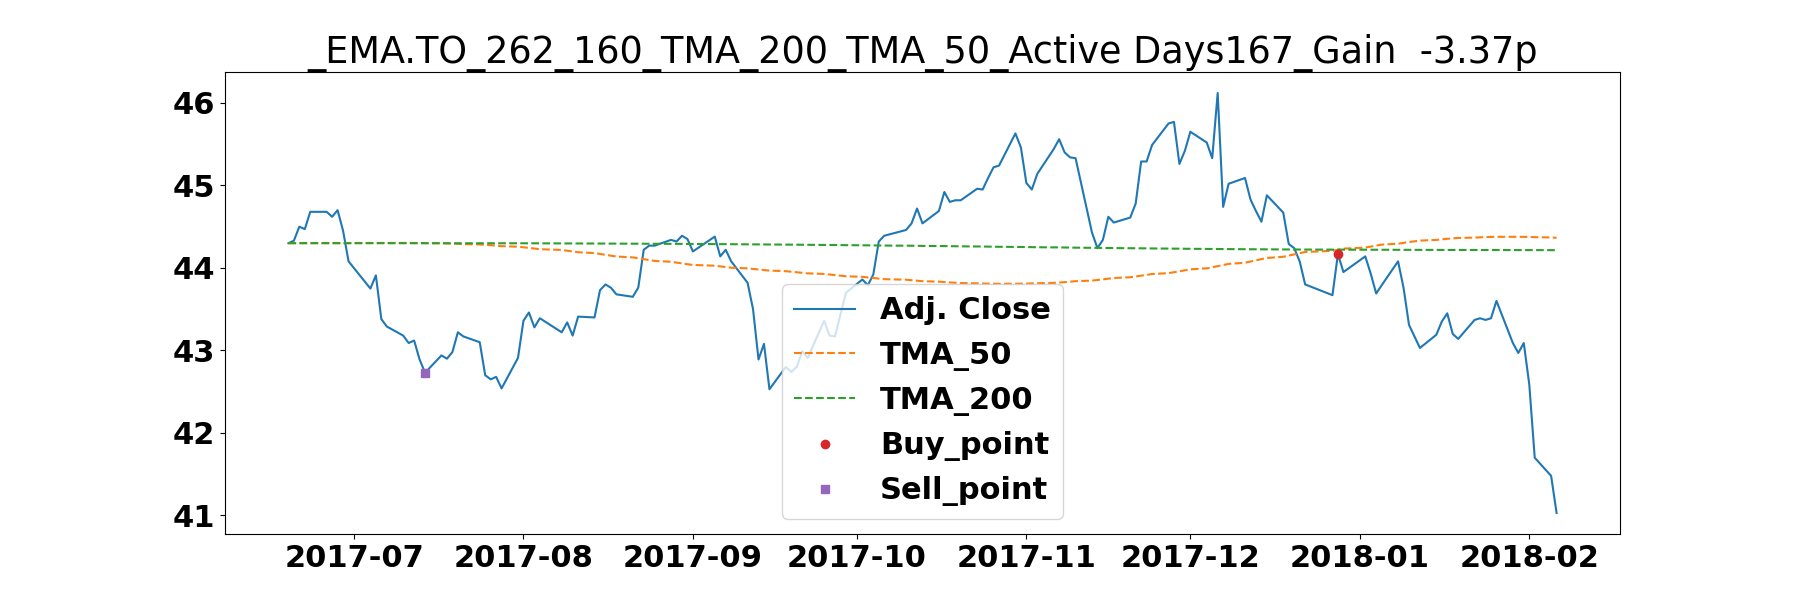 _EMA.TO_262_160_TMA_200_TMA_50_Active Days167_Gain  -3.37p
46
45
44
43
42
41
Adj. Close
TMA_50
TMA_200
Buy_point
Sell_point
2017-07 2017-08 2017-09 2017-10 2017-11 2017-12 2018-01 2018-02